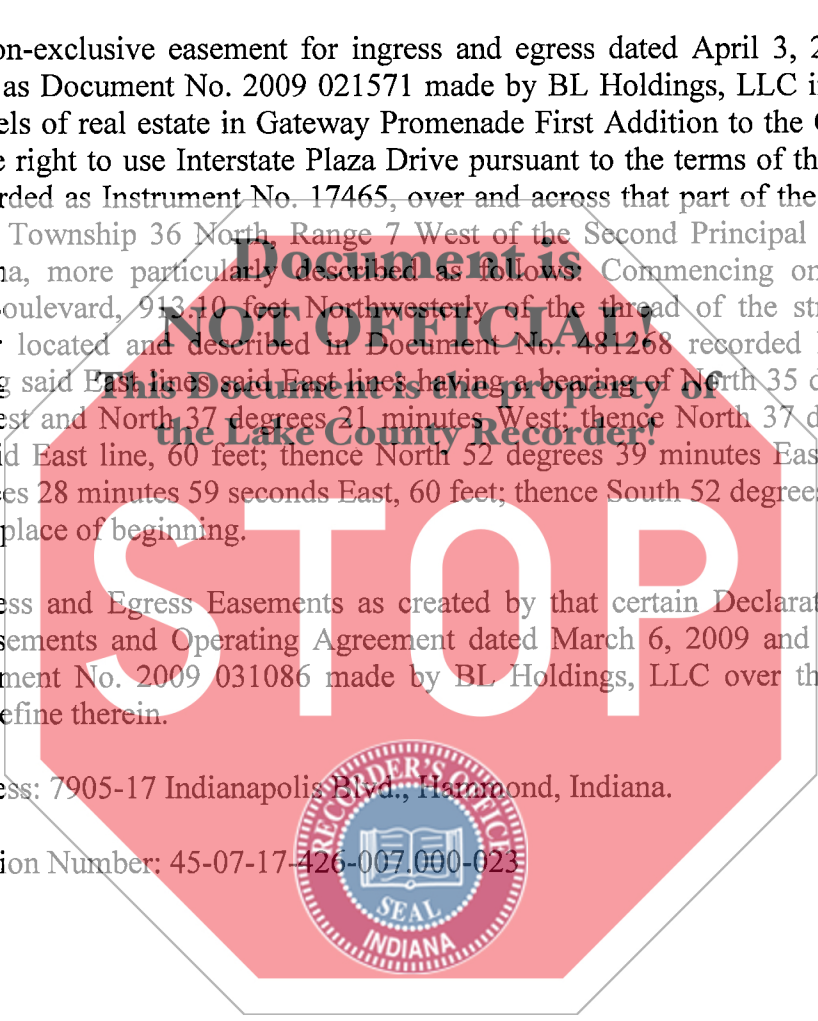 on-exclusive easement for ingress and egress dated April 3, 2
as Document No. 2009 021571 made by BL Holdings, LLC i
els of real estate in Gateway Promenade First Addition to the
e right to use Interstate Plaza Drive pursuant to the terms of th
rded as Instrument No. 17465, over and across that part of the
Township 36 North, Range 7 West of the Second Principal
na, more particularly described as follows: Commencing on
oulevard, 913.10 feet Northwesterly of the thread of the st
located and described in Document No. 481268 recorded
g said East lines said East lines having a bearing of North 35 d
est and North 37 degrees 21 minutes West; thence North 37 d
id East line, 60 feet; thence North 52 degrees 39 minutes Eas
es 28 minutes 59 seconds East, 60 feet; thence South 52 degree
place of beginning.
ess and Egress Easements as created by that certain Declarat
sements and Operating Agreement dated March 6, 2009 and
ment No. 2009 031086 made by BL Holdings, LLC over th
efine therein.
ess: 7905-17 Indianapolis Blvd., Hammond, Indiana.
ion Number: 45-07-17-426-007.000-023
Document is
NOT OFFICIAL!
This Document is the property of
the Lake County Recorder!
STOP
RECORDER'S OFFICE
SEAL
INDIANA